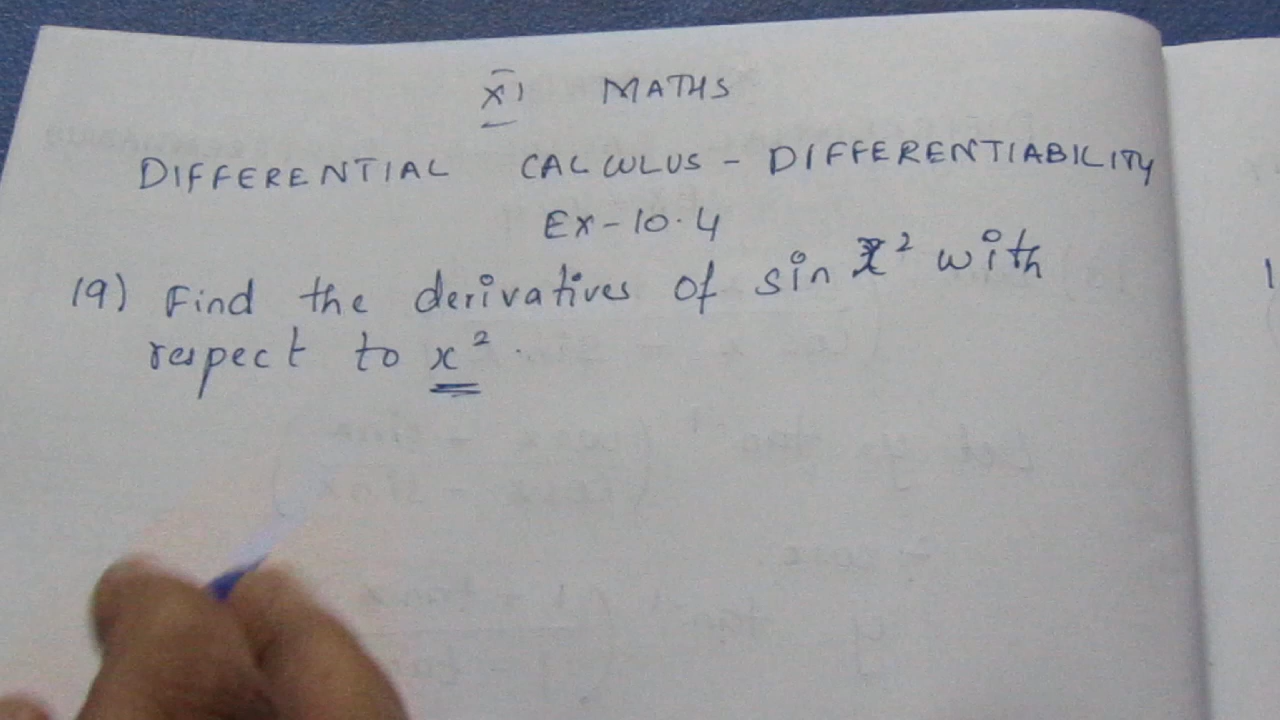 XI MATHS
DIFFERENTIAL CALCULUS - DIFFERENTIABILITY
EX-10.4
19) Find the derivatives of sin x² with
respect to x².